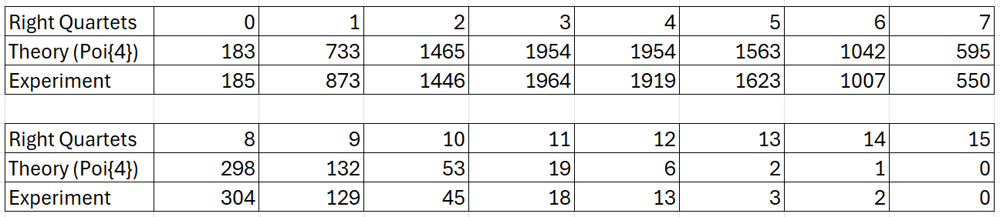 Right Quartets 0 1 2 3 4 5 6 7
Theory (Poi{4}) 183 733 1465 1954 1954 1563 1042 595
Experiment 185 873 1446 1964 1919 1623 1007 550
Right Quartets 8 9 10 11 12 13 14 15
Theory (Poi{4}) 298 132 53 19 6 2 1 0
Experiment 304 129 45 18 13 3 2 0